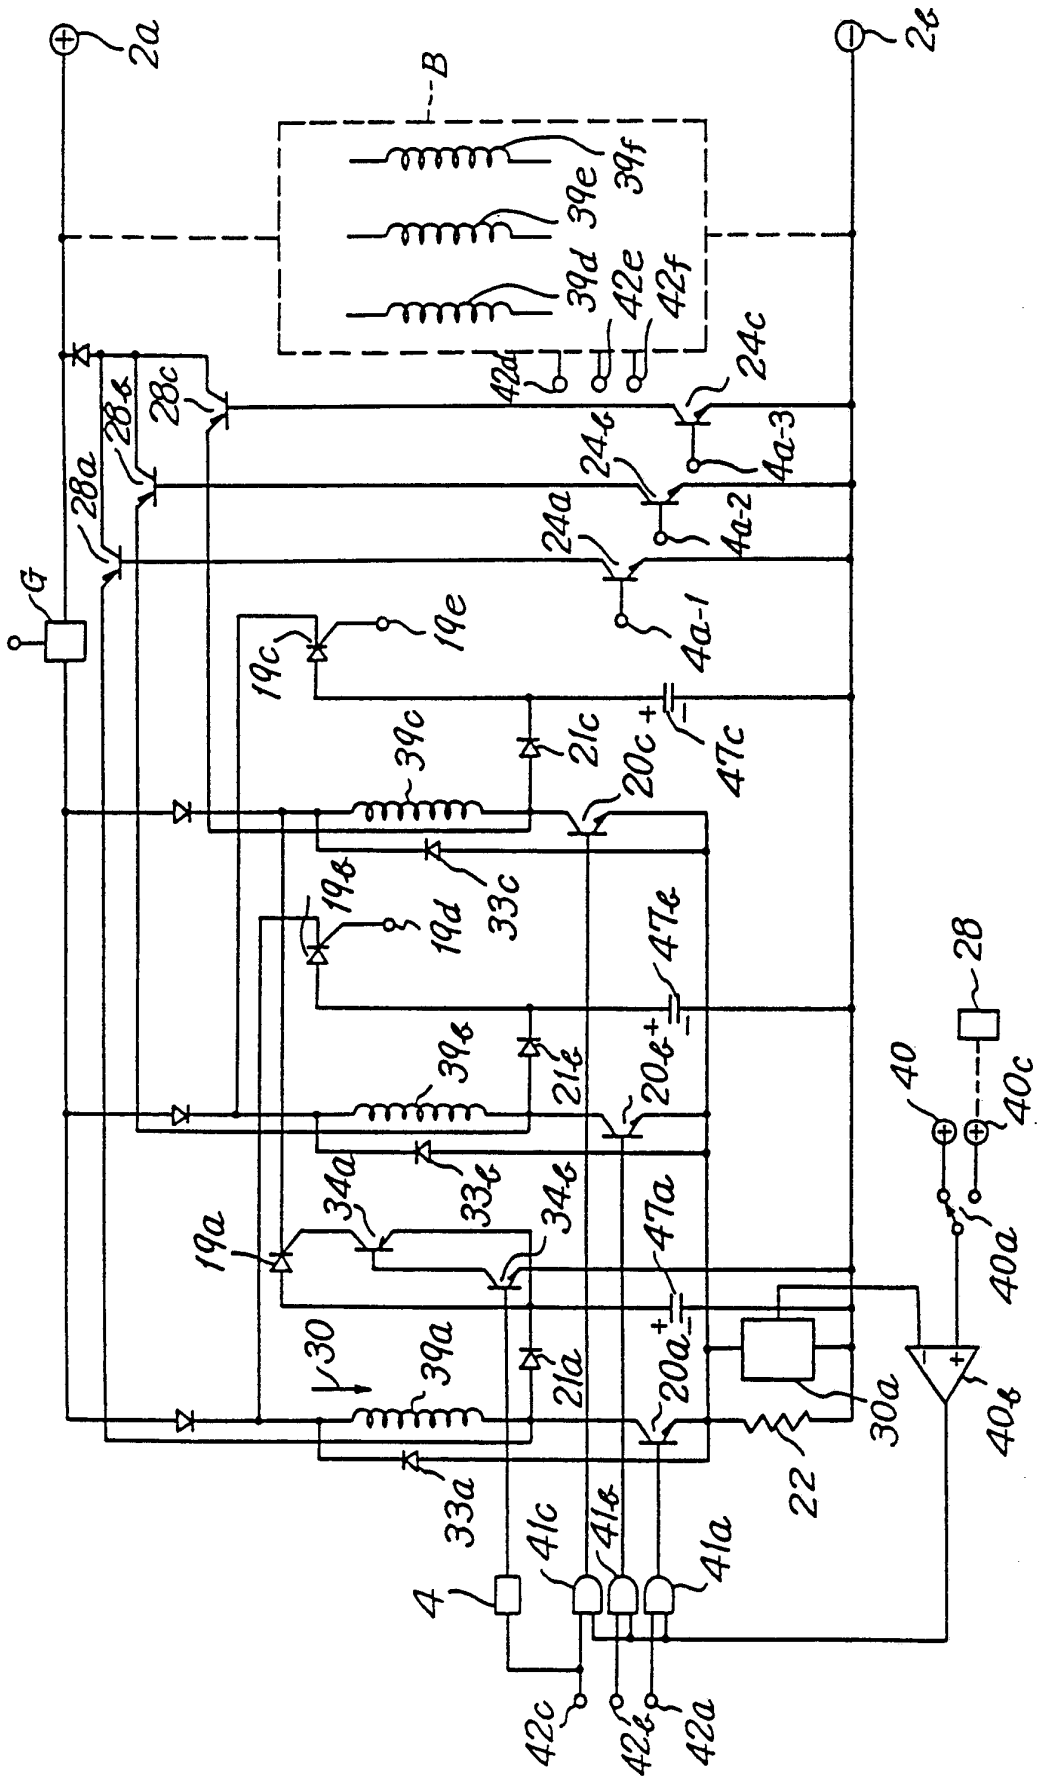 +
2a
−
2b
B
39f
39e
39d
42e
42f
42d
28c
28b
28a
24c
24b
24a
4a-3
4a-2
4a-1
G
19c
19e
39c
21c
20c
+
−
47c
33c
19b
19d
39b
21b
20b
+
−
47b
33b
34a
34b
19a
47a
+
−
30
39a
21a
20a
33a
22
30a
28
40
+
40c
+
40a
40b
−
+
4
41c
41b
41a
42c
42b
42a